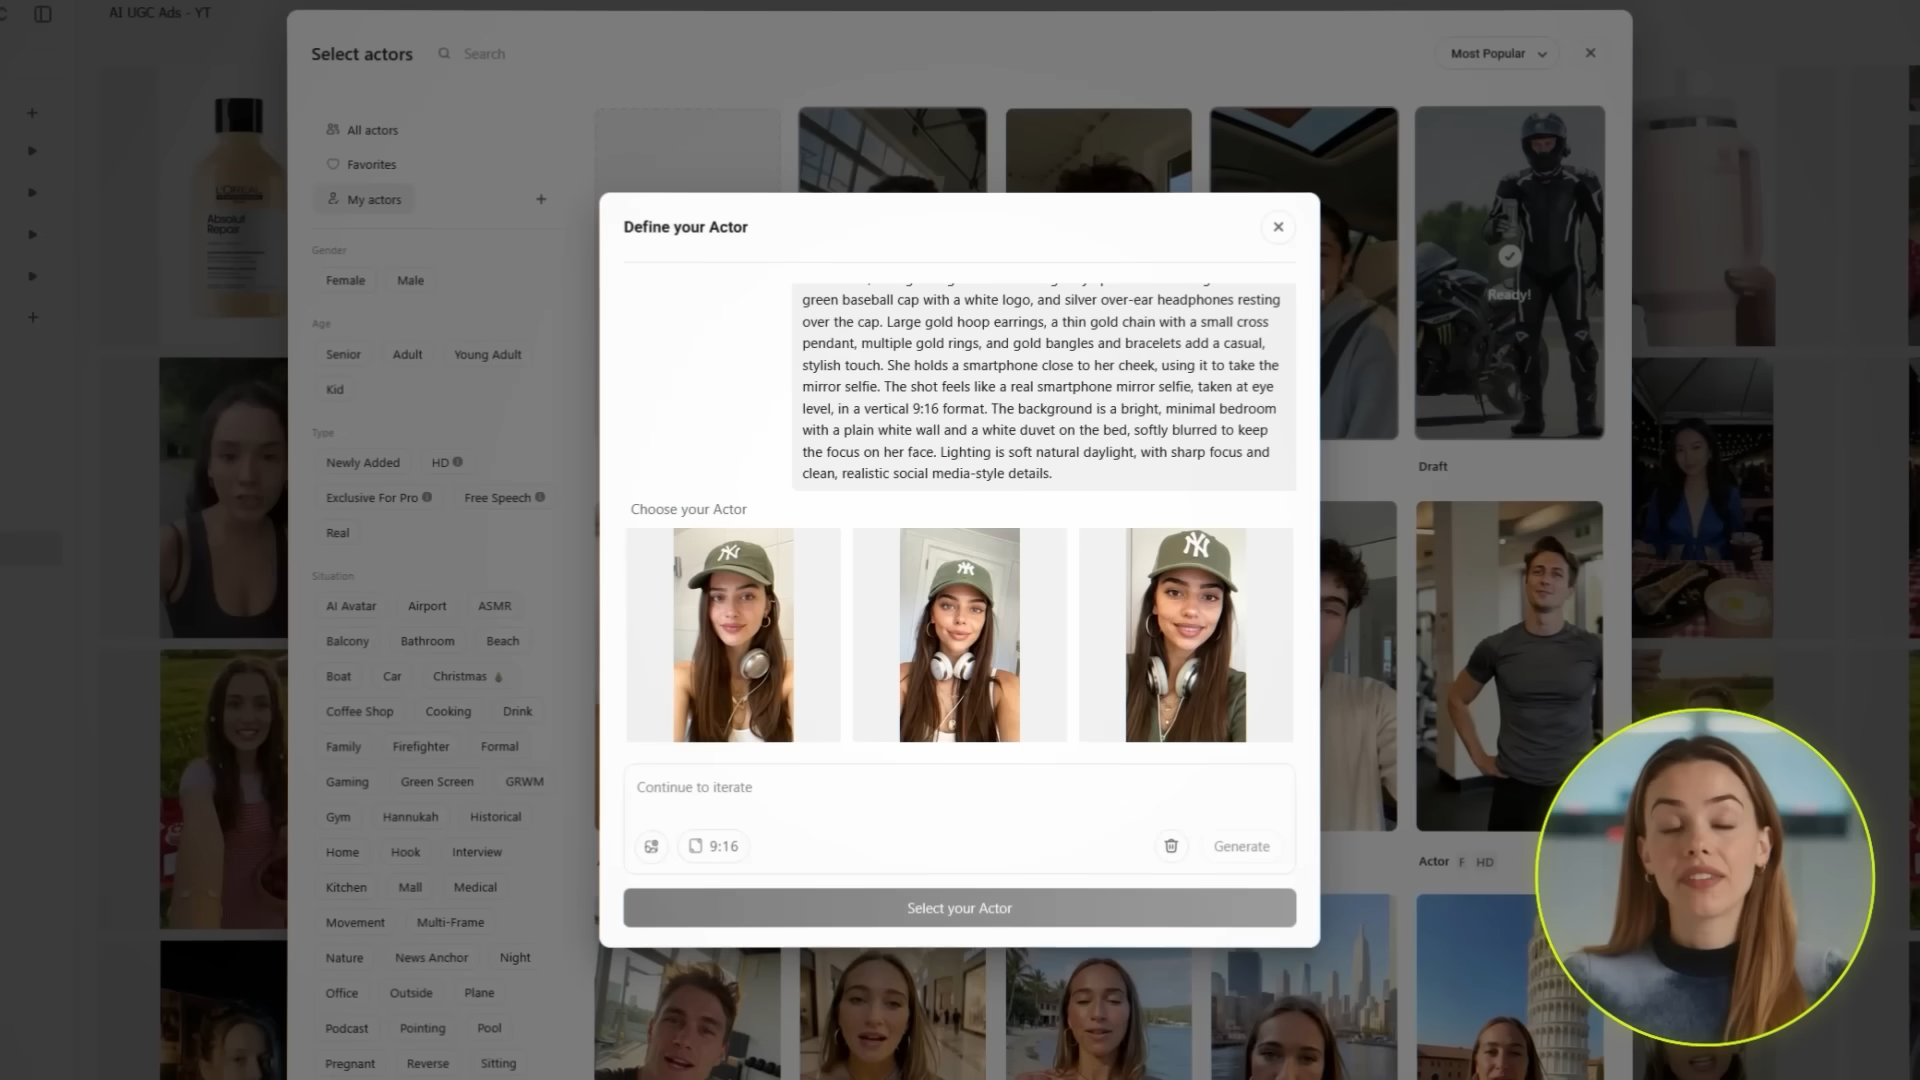 AI UGC Ads - YT
Select actors
Search
Most Popular
All actors
Favorites
My actors
Gender
Female
Male
Age
Senior
Adult
Young Adult
Kid
Type
Newly Added
HD
Exclusive For Pro
Free Speech
Real
Situation
AI Avatar
Airport
ASMR
Balcony
Bathroom
Beach
Boat
Car
Christmas
Coffee Shop
Cooking
Drink
Family
Firefighter
Formal
Gaming
Green Screen
GRWM
Gym
Hannukah
Historical
Home
Hook
Interview
Kitchen
Mall
Medical
Movement
Multi-Frame
Nature
News Anchor
Night
Office
Outside
Plane
Podcast
Pointing
Pool
Pregnant
Reverse
Sitting
L'ORÉAL
Absolut
Repair
Define your Actor
green baseball cap with a white logo, and silver over-ear headphones resting
over the cap. Large gold hoop earrings, a thin gold chain with a small cross
pendant, multiple gold rings, and gold bangles and bracelets add a casual,
stylish touch. She holds a smartphone close to her cheek, using it to take the
mirror selfie. The shot feels like a real smartphone mirror selfie, taken at eye
level, in a vertical 9:16 format. The background is a bright, minimal bedroom
with a plain white wall and a white duvet on the bed, softly blurred to keep
the focus on her face. Lighting is soft natural daylight, with sharp focus and
clean, realistic social media-style details.
Choose your Actor
NY
NY
NY
Continue to iterate
9:16
Generate
Select your Actor
Ready!
Draft
Actor F HD